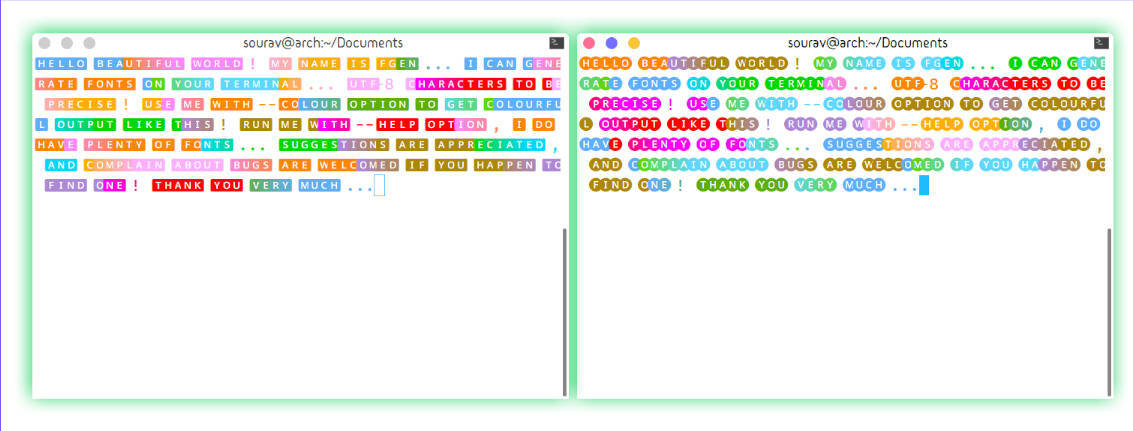 sourav@arch:~/Documents
HELLO BEAUTIFUL WORLD ! MY NAME IS FGEN ... I CAN GENE
RATE FONTS ON YOUR TERMINAL ... UTF-8 CHARACTERS TO BE
PRECISE ! USE ME WITH --COLOUR OPTION TO GET COLOURFU
L OUTPUT LIKE THIS ! RUN ME WITH --HELP OPTION , I DO
HAVE PLENTY OF FONTS ... SUGGESTIONS ARE APPRECIATED ,
AND COMPLAIN ABOUT BUGS ARE WELCOMED IF YOU HAPPEN TO
FIND ONE ! THANK YOU VERY MUCH ...
sourav@arch:~/Documents
HELLO BEAUTIFUL WORLD ! MY NAME IS FGEN ... I CAN GENE
RATE FONTS ON YOUR TERMINAL ... UTF-8 CHARACTERS TO BE
PRECISE ! USE ME WITH --COLOUR OPTION TO GET COLOURFU
L OUTPUT LIKE THIS ! RUN ME WITH --HELP OPTION , I DO
HAVE PLENTY OF FONTS ... SUGGESTIONS ARE APPRECIATED ,
AND COMPLAIN ABOUT BUGS ARE WELCOMED IF YOU HAPPEN TO
FIND ONE ! THANK YOU VERY MUCH ...